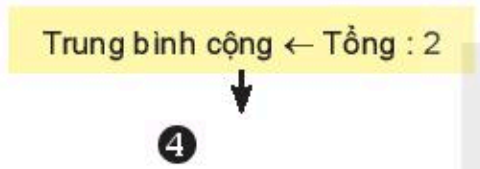 Trung bình cộng ← Tổng : 2
4